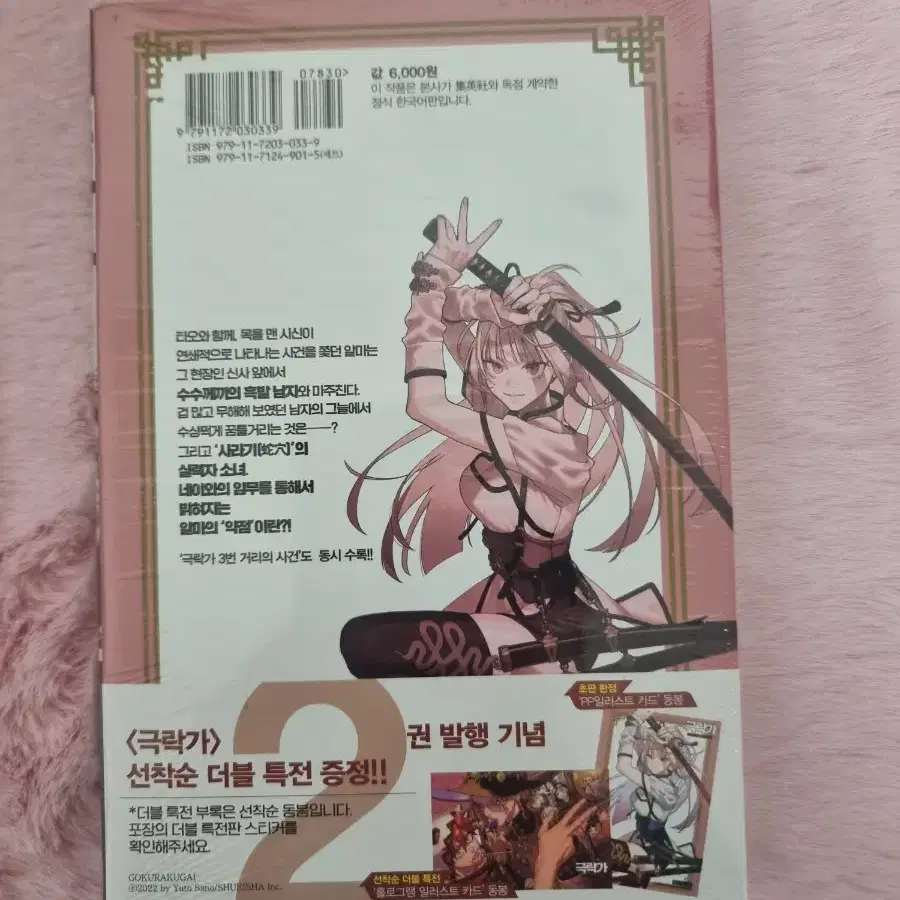 07830>
9 791172 030339
ISBN 979-11-7203-033-9
ISBN 979-11-7124-901-5(세트)
값 6,000원
이 작품은 본사가 集英社와 독점 계약한
정식 한국어판입니다.
타오와 함께, 목을 맨 시신이
연쇄적으로 나타나는 사건을 쫓던 알마는
그 현장인 신사 앞에서
수수께끼의 흑발 남자와 마주친다.
겁 많고 무해해 보였던 남자의 그늘에서
수상쩍게 꿈틀거리는 것은――?
그리고 '사라기[蛇穴]'의
실력자 소녀.
네이와의 임무를 통해서
밝혀지는
알마의 '약점'이란?!
'극락가 3번 거리의 사건'도 동시 수록!!
〈극락가〉 2권 발행 기념
선착순 더블 특전 증정!!
*더블 특전 부록은 선착순 동봉입니다.
포장의 더블 특전판 스티커를
확인해주세요.
GOKURAKUGAI
©2022 by Yuto Sano/SHUEISHA Inc.
초판 한정
'PP일러스트 카드' 동봉
극락가
극락가
선착순 더블 특전
'홀로그램 일러스트 카드' 동봉